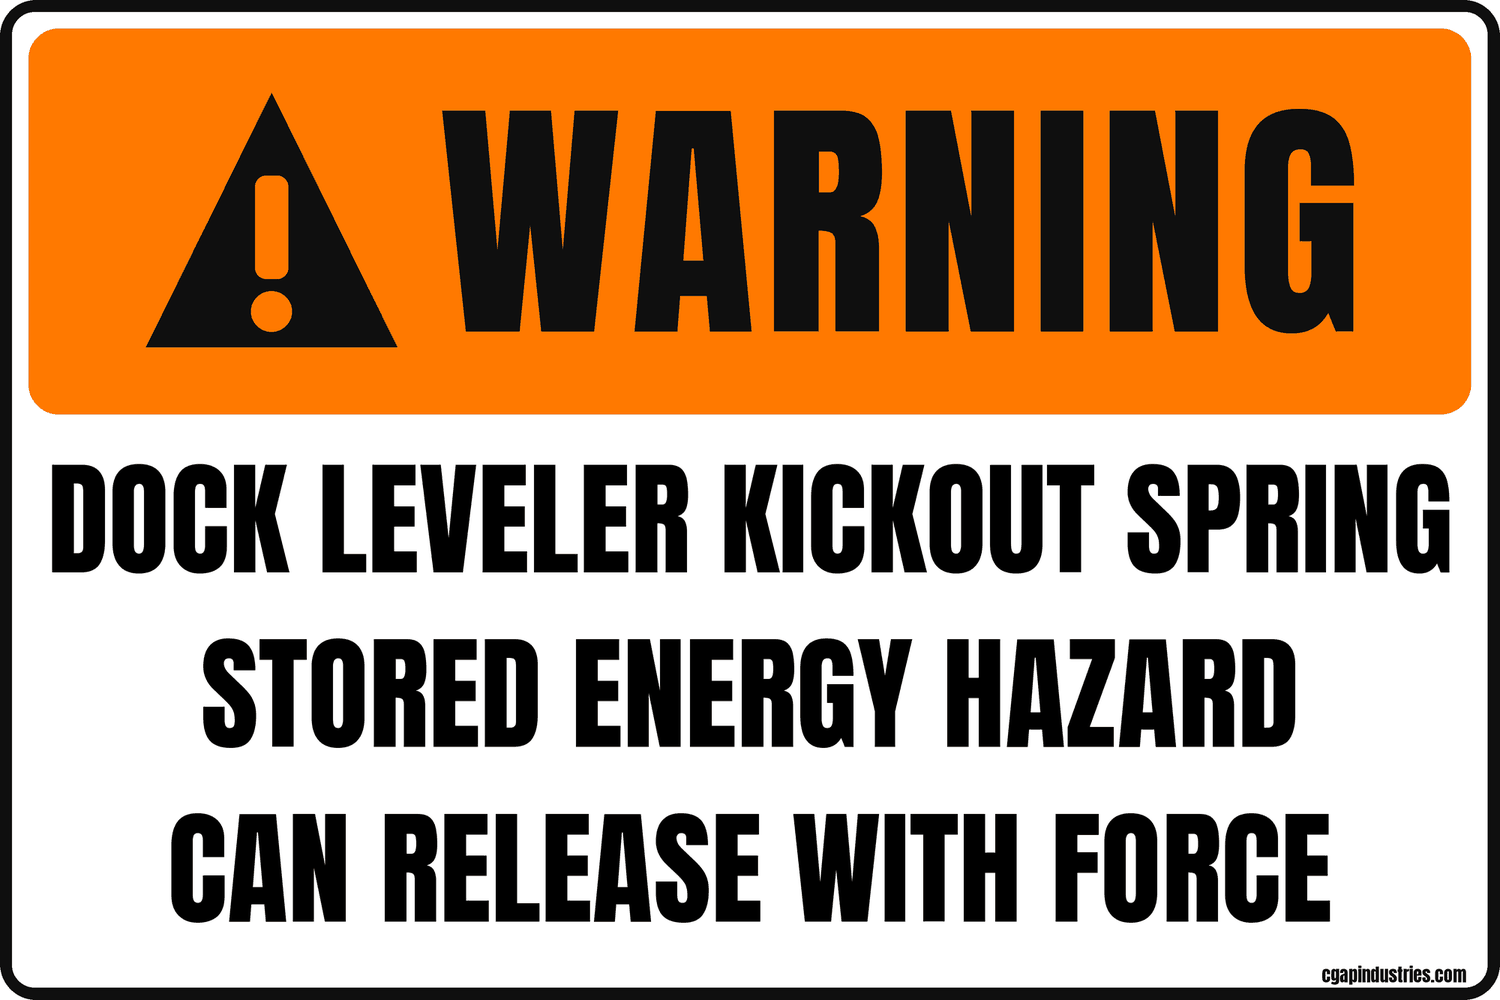 WARNING
DOCK LEVELER KICKOUT SPRING
STORED ENERGY HAZARD
CAN RELEASE WITH FORCE
cgapindustries.com